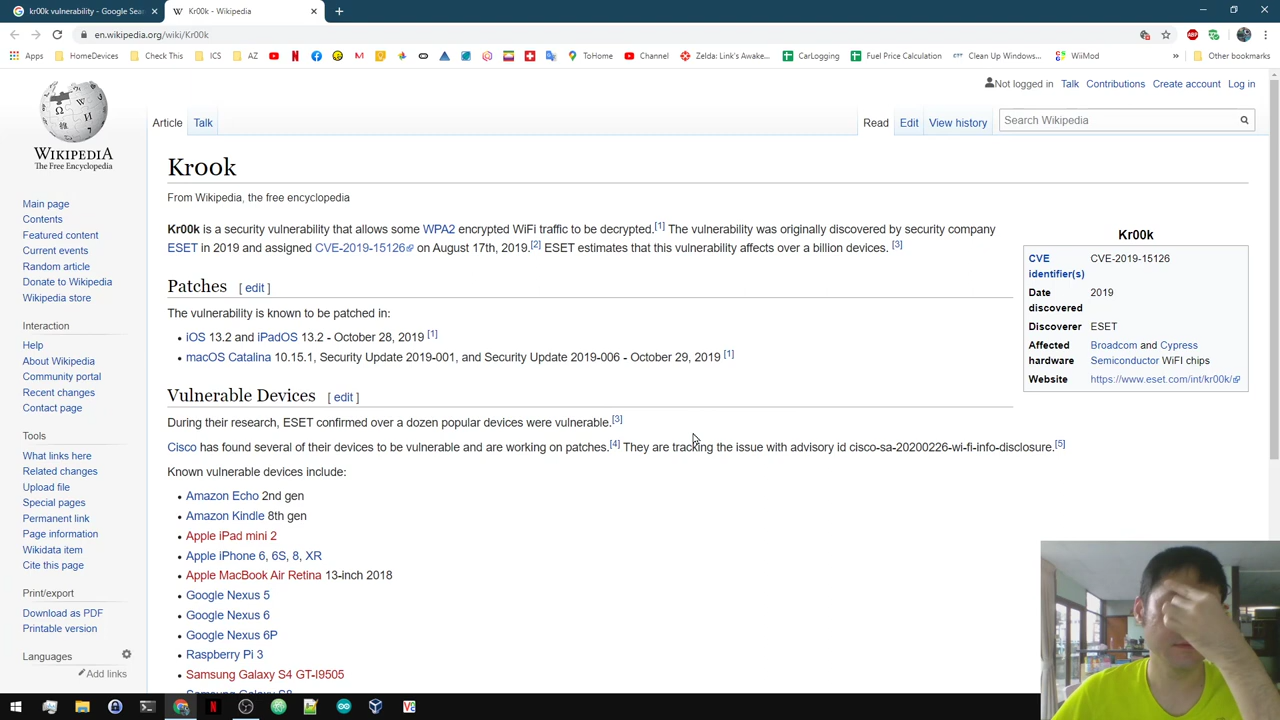 kr00k vulnerability - Google Sea
Kr00k - Wikipedia
en.wikipedia.org/wiki/Kr00k
Apps
HomeDevices
Check This
ICS
AZ
ToHome
Channel
Zelda: Link's Awake...
CarLogging
Fuel Price Calculation
Clean Up Windows...
WiiMod
Other bookmarks
Not logged in Talk Contributions Create account Log in
WIKIPEDIA
The Free Encyclopedia
Article Talk
Read Edit View history
Search Wikipedia
Main page
Contents
Featured content
Current events
Random article
Donate to Wikipedia
Wikipedia store
Interaction
Help
About Wikipedia
Community portal
Recent changes
Contact page
Tools
What links here
Related changes
Upload file
Special pages
Permanent link
Page information
Wikidata item
Cite this page
Print/export
Download as PDF
Printable version
Languages
Add links
Kr00k
From Wikipedia, the free encyclopedia
Kr00k is a security vulnerability that allows some WPA2 encrypted WiFi traffic to be decrypted.[1] The vulnerability was originally discovered by security company
ESET in 2019 and assigned CVE-2019-15126 on August 17th, 2019.[2] ESET estimates that this vulnerability affects over a billion devices. [3]
Patches [ edit ]
The vulnerability is known to be patched in:
• iOS 13.2 and iPadOS 13.2 - October 28, 2019 [1]
• macOS Catalina 10.15.1, Security Update 2019-001, and Security Update 2019-006 - October 29, 2019 [1]
Vulnerable Devices [ edit ]
During their research, ESET confirmed over a dozen popular devices were vulnerable.[3]
Cisco has found several of their devices to be vulnerable and are working on patches.[4] They are tracking the issue with advisory id cisco-sa-20200226-wi-fi-info-disclosure.[5]
Known vulnerable devices include:
• Amazon Echo 2nd gen
• Amazon Kindle 8th gen
• Apple iPad mini 2
• Apple iPhone 6, 6S, 8, XR
• Apple MacBook Air Retina 13-inch 2018
• Google Nexus 5
• Google Nexus 6
• Google Nexus 6P
• Raspberry Pi 3
• Samsung Galaxy S4 GT-I9505
Samsung Galaxy S8
Kr00k
CVE CVE-2019-15126
identifier(s)
Date 2019
discovered
Discoverer ESET
Affected Broadcom and Cypress
hardware Semiconductor WiFI chips
Website https://www.eset.com/int/kr00k/